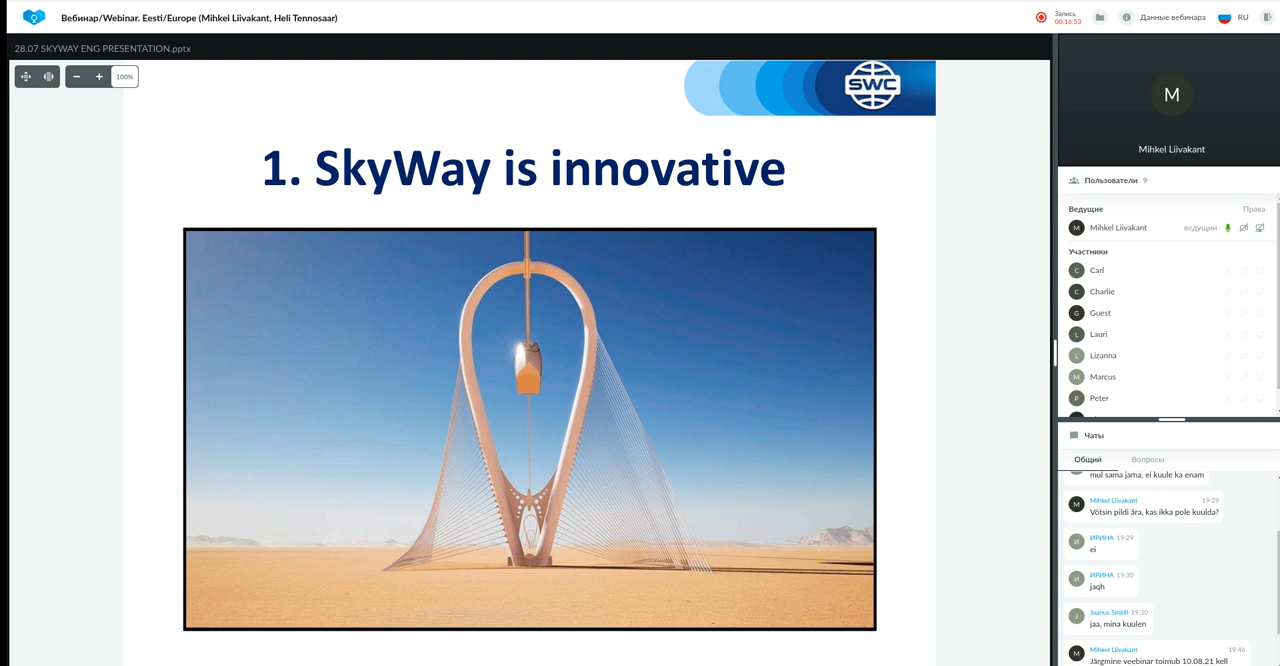 Вебинар/Webinar. Eesti/Europe (Mihkel Liivakant, Heli Tennosaar)
Запись
00:16:53
Данные вебинара
RU
28.07 SKYWAY ENG PRESENTATION.pptx
100%
SWC
1. SkyWay is innovative
M
Mihkel Liivakant
Пользователи 9
Ведущие Права
M Mihkel Liivakant ведущий
Участники
C Carl
C Charlie
G Guest
L Lauri
L Lizanna
M Marcus
P Peter
Чаты
Общий Вопросы
mul sama jama, ei kuule ka enam
M Mihkel Liivakant 19:29
Võtsin pildi ära, kas ikka pole kuulda?
И ИРИНА 19:29
ei
И ИРИНА 19:30
jaqh
J Jaanus Sinilill 19:30
jaa, mina kuulen
M Mihkel Liivakant 19:46
Järgmine veebinar toimub 10.08.21 kell